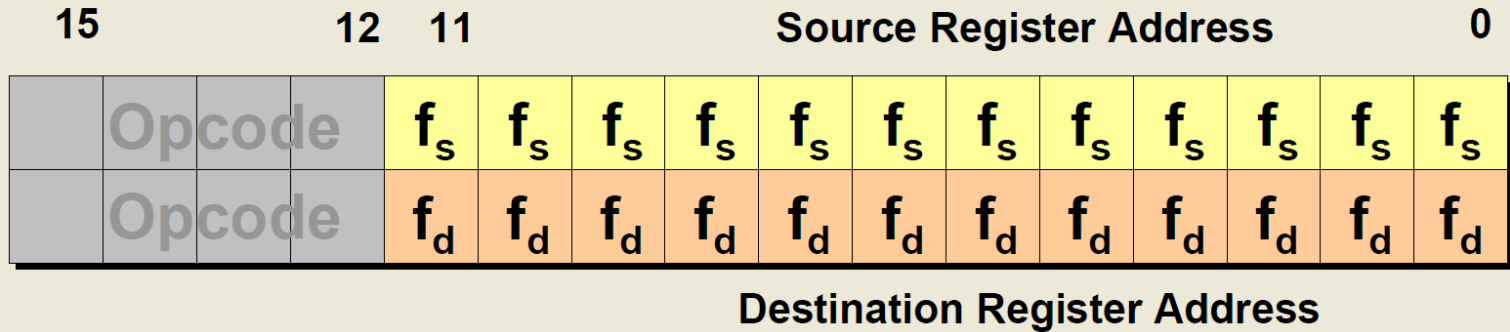 15 12 11 Source Register Address 0
Opcode fs fs fs fs fs fs fs fs fs fs fs fs
Opcode fd fd fd fd fd fd fd fd fd fd fd fd
Destination Register Address